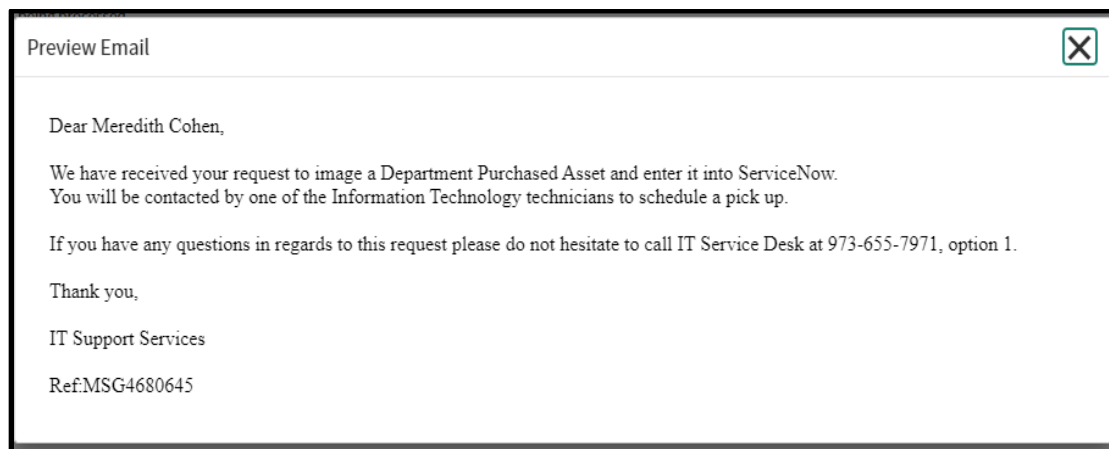 Preview Email
Dear Meredith Cohen,
We have received your request to image a Department Purchased Asset and enter it into ServiceNow.
You will be contacted by one of the Information Technology technicians to schedule a pick up.
If you have any questions in regards to this request please do not hesitate to call IT Service Desk at 973-655-7971, option 1.
Thank you,
IT Support Services
Ref:MSG4680645